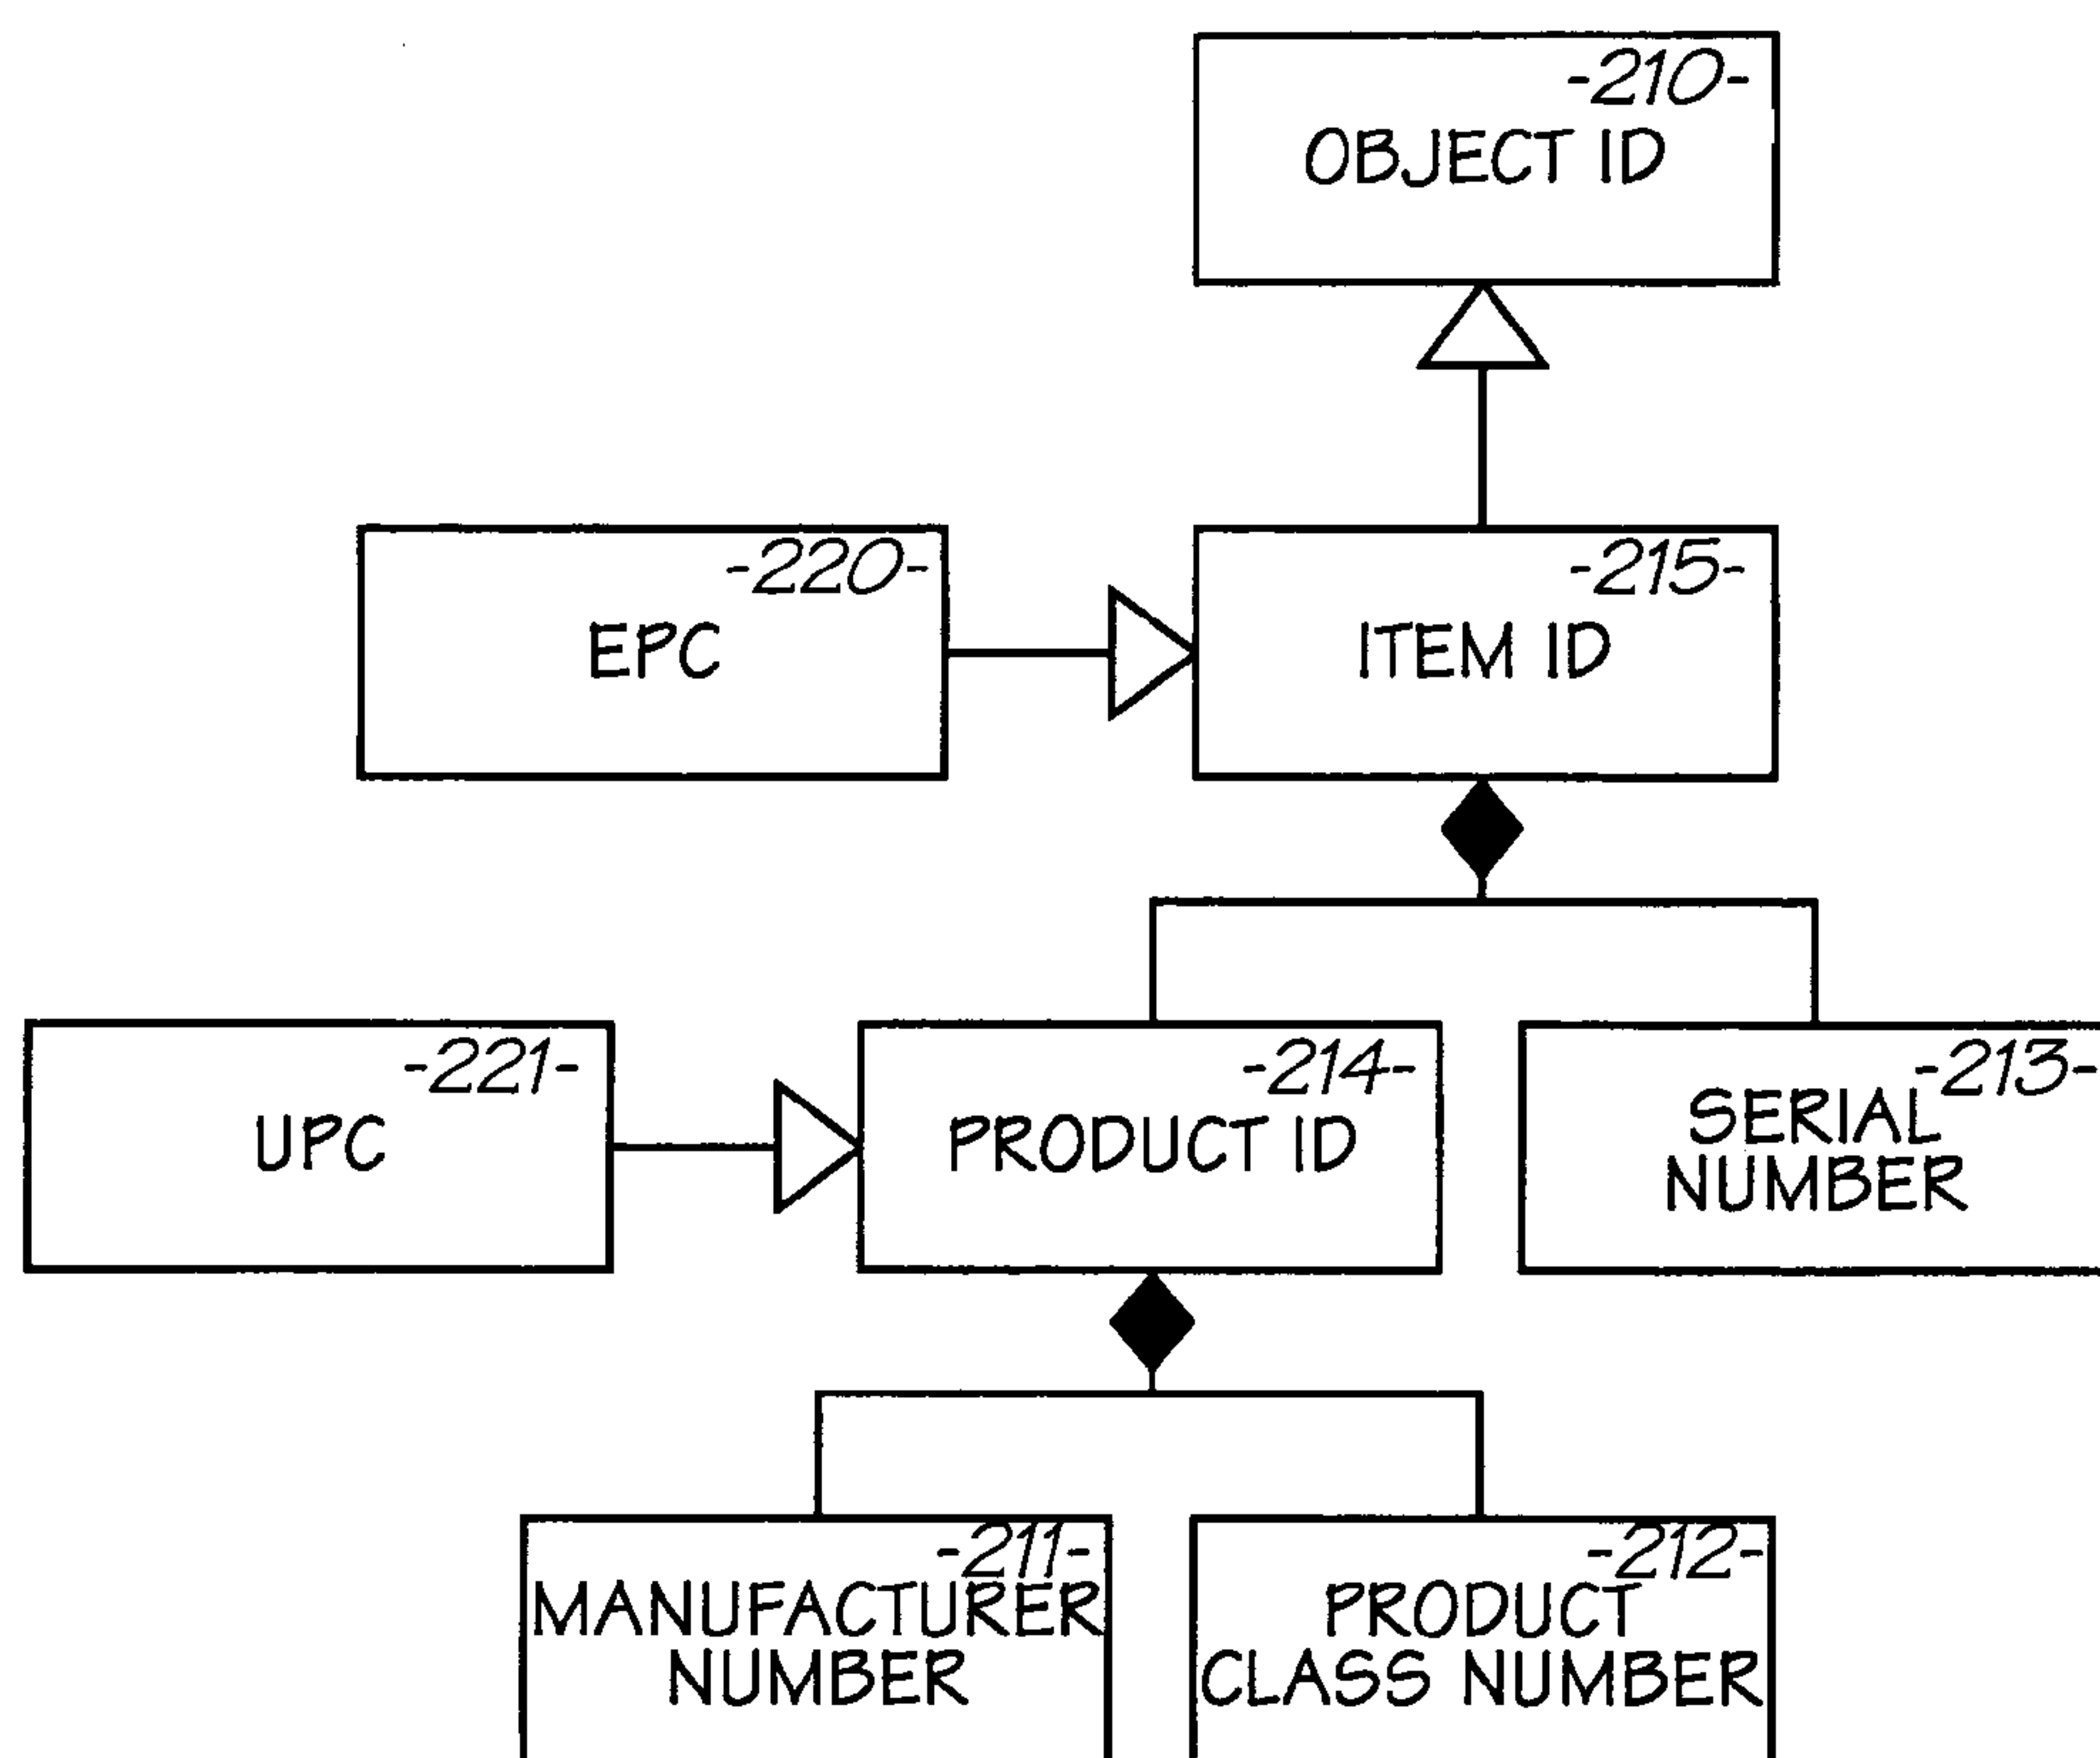 -210-
OBJECT ID
-220-
EPC
-215-
ITEM ID
-221-
UPC
-214-
PRODUCT ID
-213-
SERIAL
NUMBER
-211-
MANUFACTURER
NUMBER
-212-
PRODUCT
CLASS NUMBER